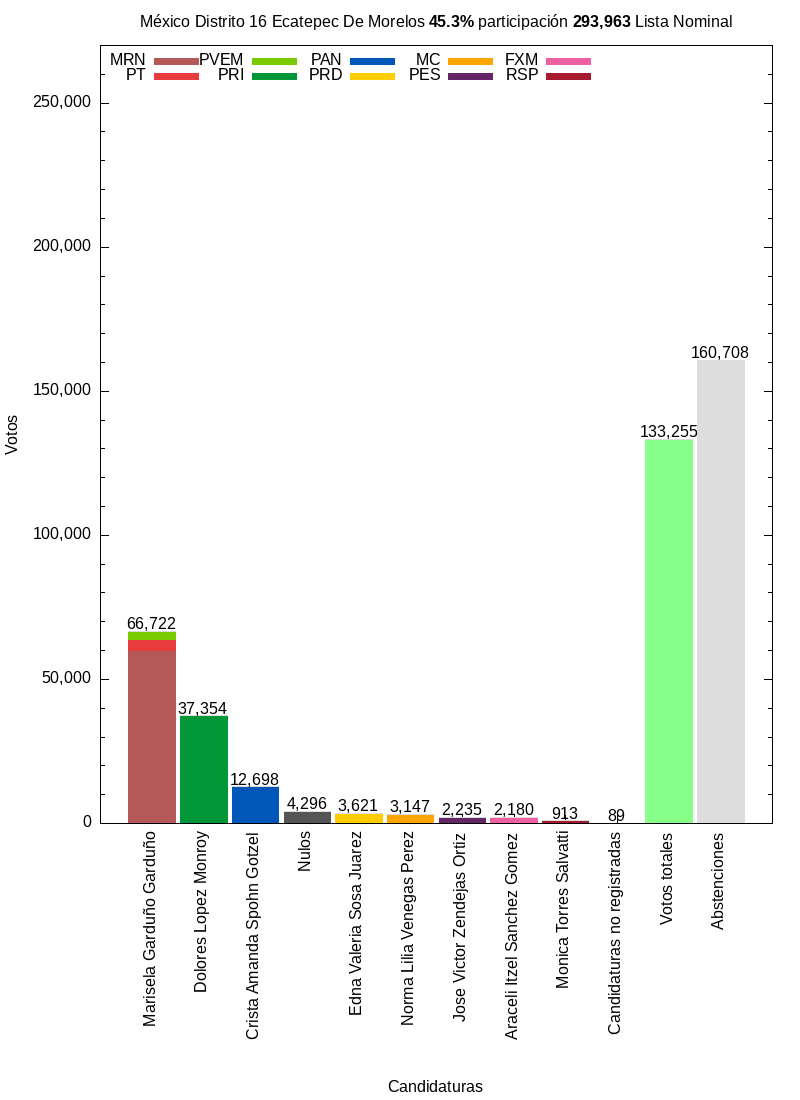 México Distrito 16 Ecatepec De Morelos 45.3% participación 293,963 Lista Nominal
MRN PVEM PAN MC FXM
PT PRI PRD PES RSP
250,000
200,000
150,000
100,000
50,000
0
Votos
66,722
37,354
12,698
4,296
3,621
3,147
2,235
2,180
913
89
133,255
160,708
Marisela Garduño Garduño
Dolores Lopez Monroy
Crista Amanda Spohn Gotzel
Nulos
Edna Valeria Sosa Juarez
Norma Lilia Venegas Perez
Jose Victor Zendejas Ortiz
Araceli Itzel Sanchez Gomez
Monica Torres Salvatti
Candidaturas no registradas
Votos totales
Abstenciones
Candidaturas